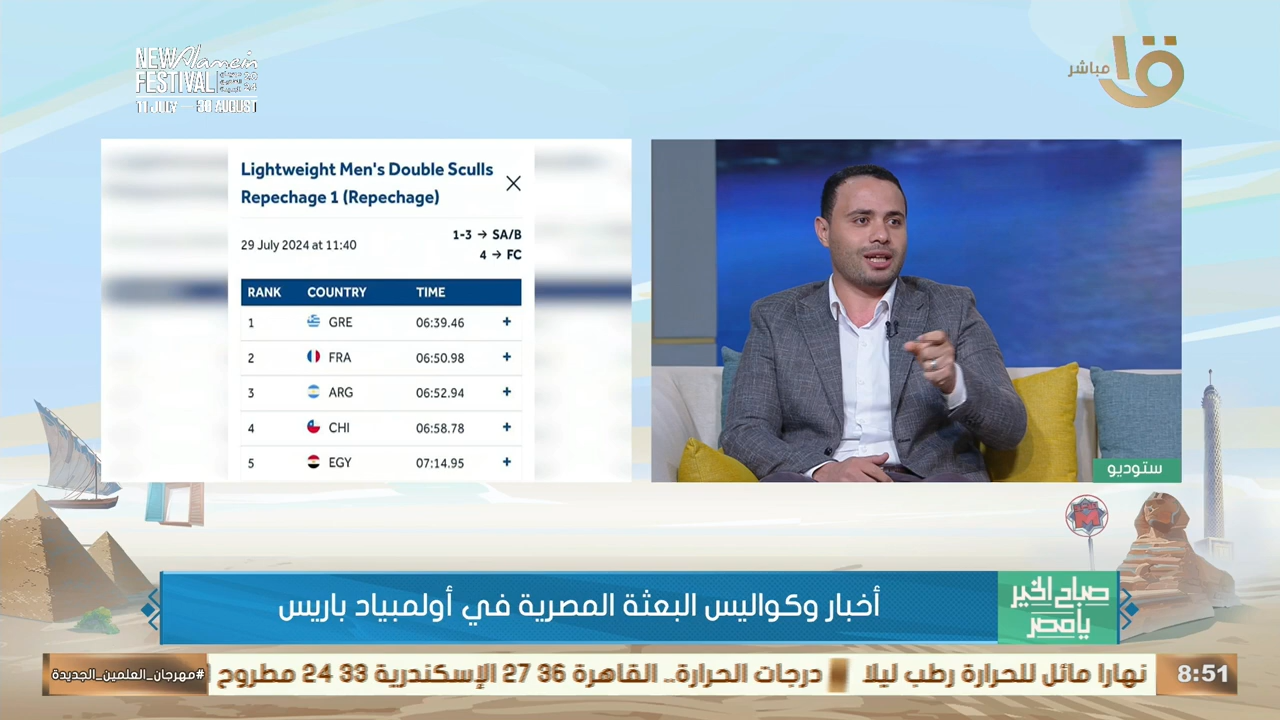 NEW Alamein
FESTIVAL
11 JULY — 30 AUGUST
مباشر
Lightweight Men's Double Sculls
Repechage 1 (Repechage)
29 July 2024 at 11:40
1-3 → SA/B
4 → FC
RANK COUNTRY TIME
1 GRE 06:39.46 +
2 FRA 06:50.98 +
3 ARG 06:52.94 +
4 CHI 06:58.78 +
5 EGY 07:14.95 +
ستوديو
صباح الخير
يا مصر
أخبار وكواليس البعثة المصرية في أولمبياد باريس
8:51
نهارا مائل للحرارة رطب ليلا
درجات الحرارة.. القاهرة 36 27 الإسكندرية 33 24 مطروح
#مهرجان_العلمين_الجديدة